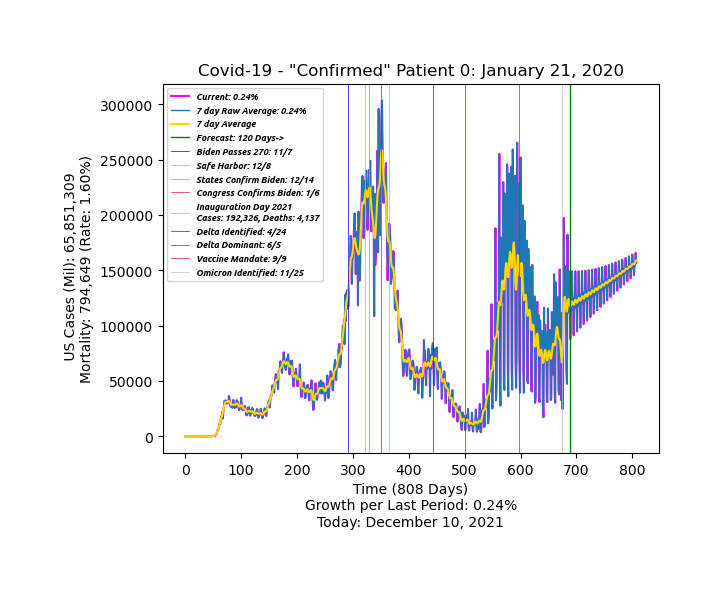 Covid-19 - "Confirmed" Patient 0: January 21, 2020
US Cases (Mil): 65,851,309
Mortality: 794,649 (Rate: 1.60%)
300000
250000
200000
150000
100000
50000
0
Current: 0.24%
7 day Raw Average: 0.24%
7 day Average
Forecast: 120 Days->
Biden Passes 270: 11/7
Safe Harbor: 12/8
States Confirm Biden: 12/14
Congress Confirms Biden: 1/6
Inauguration Day 2021
Cases: 192,326, Deaths: 4,137
Delta Identified: 4/24
Delta Dominant: 6/5
Vaccine Mandate: 9/9
Omicron Identified: 11/25
0 100 200 300 400 500 600 700 800
Time (808 Days)
Growth per Last Period: 0.24%
Today: December 10, 2021